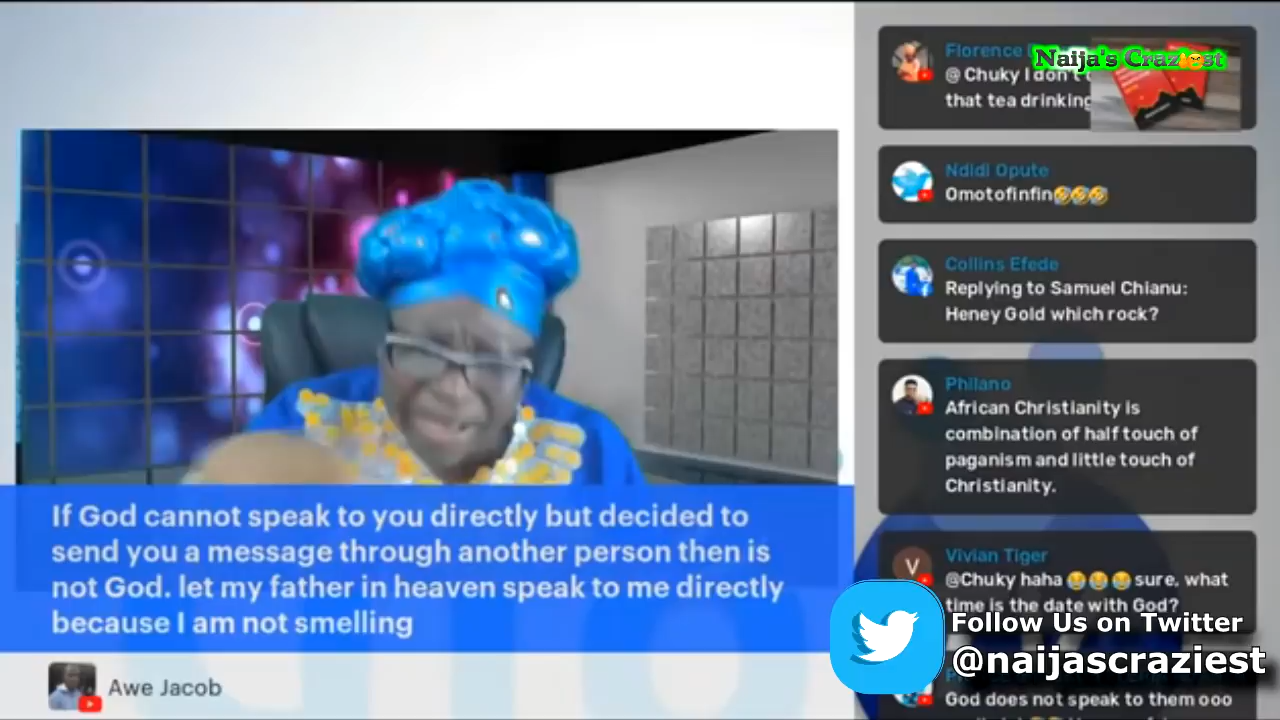 If God cannot speak to you directly but decided to
send you a message through another person then is
not God. let my father in heaven speak to me directly
because I am not smelling
Awe Jacob
Florence
Naija's Craziest
@ Chuky I don't
that tea drinking
Ndidi Opute
Omotofinfin🤣🤣🤣
Collins Efede
Replying to Samuel Chianu:
Heney Gold which rock?
Philano
African Christianity is
combination of half touch of
paganism and little touch of
Christianity.
V
Vivian Tiger
@Chuky haha 😂😂😂 sure, what
time is the date with God?
Follow Us on Twitter
@naijascraziest
God does not speak to them ooo